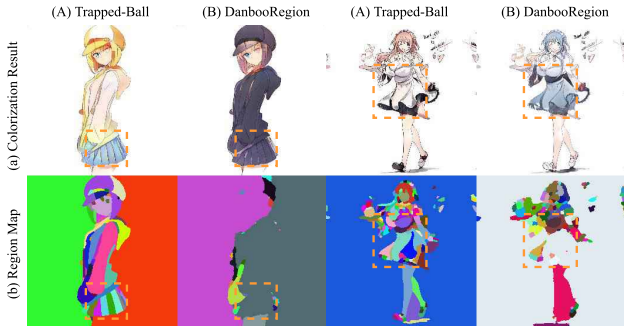 (A) Trapped-Ball (B) DanbooRegion (A) Trapped-Ball (B) DanbooRegion
(a) Colorization Result
(b) Region Map